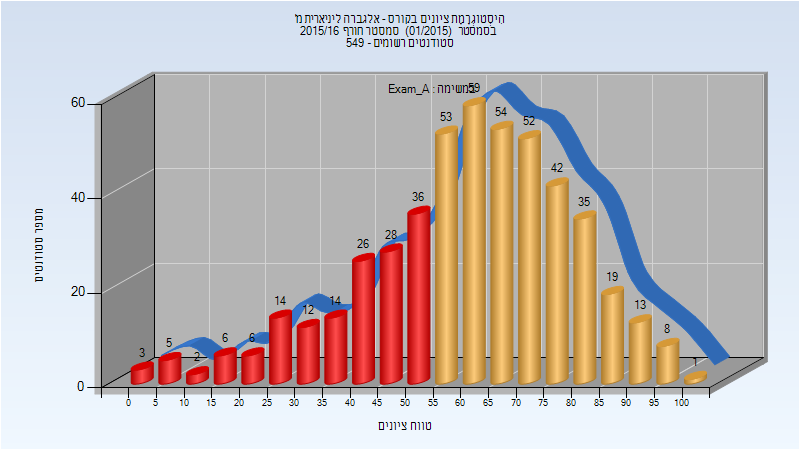 היסטוגרמת ציונים בקורס - אלגברה ליניארית מ'
בסמסטר (01/2015) סמסטר חורף 2015/16
סטודנטים רשומים - 549
במשימה : Exam_A
60
40
20
0
מספר סטודנטים
3 5 2 6 6 14 12 14 26 28 36 53 59 54 52 42 35 19 13 8 1
0 5 10 15 20 25 30 35 40 45 50 55 60 65 70 75 80 85 90 95 100
טווח ציונים